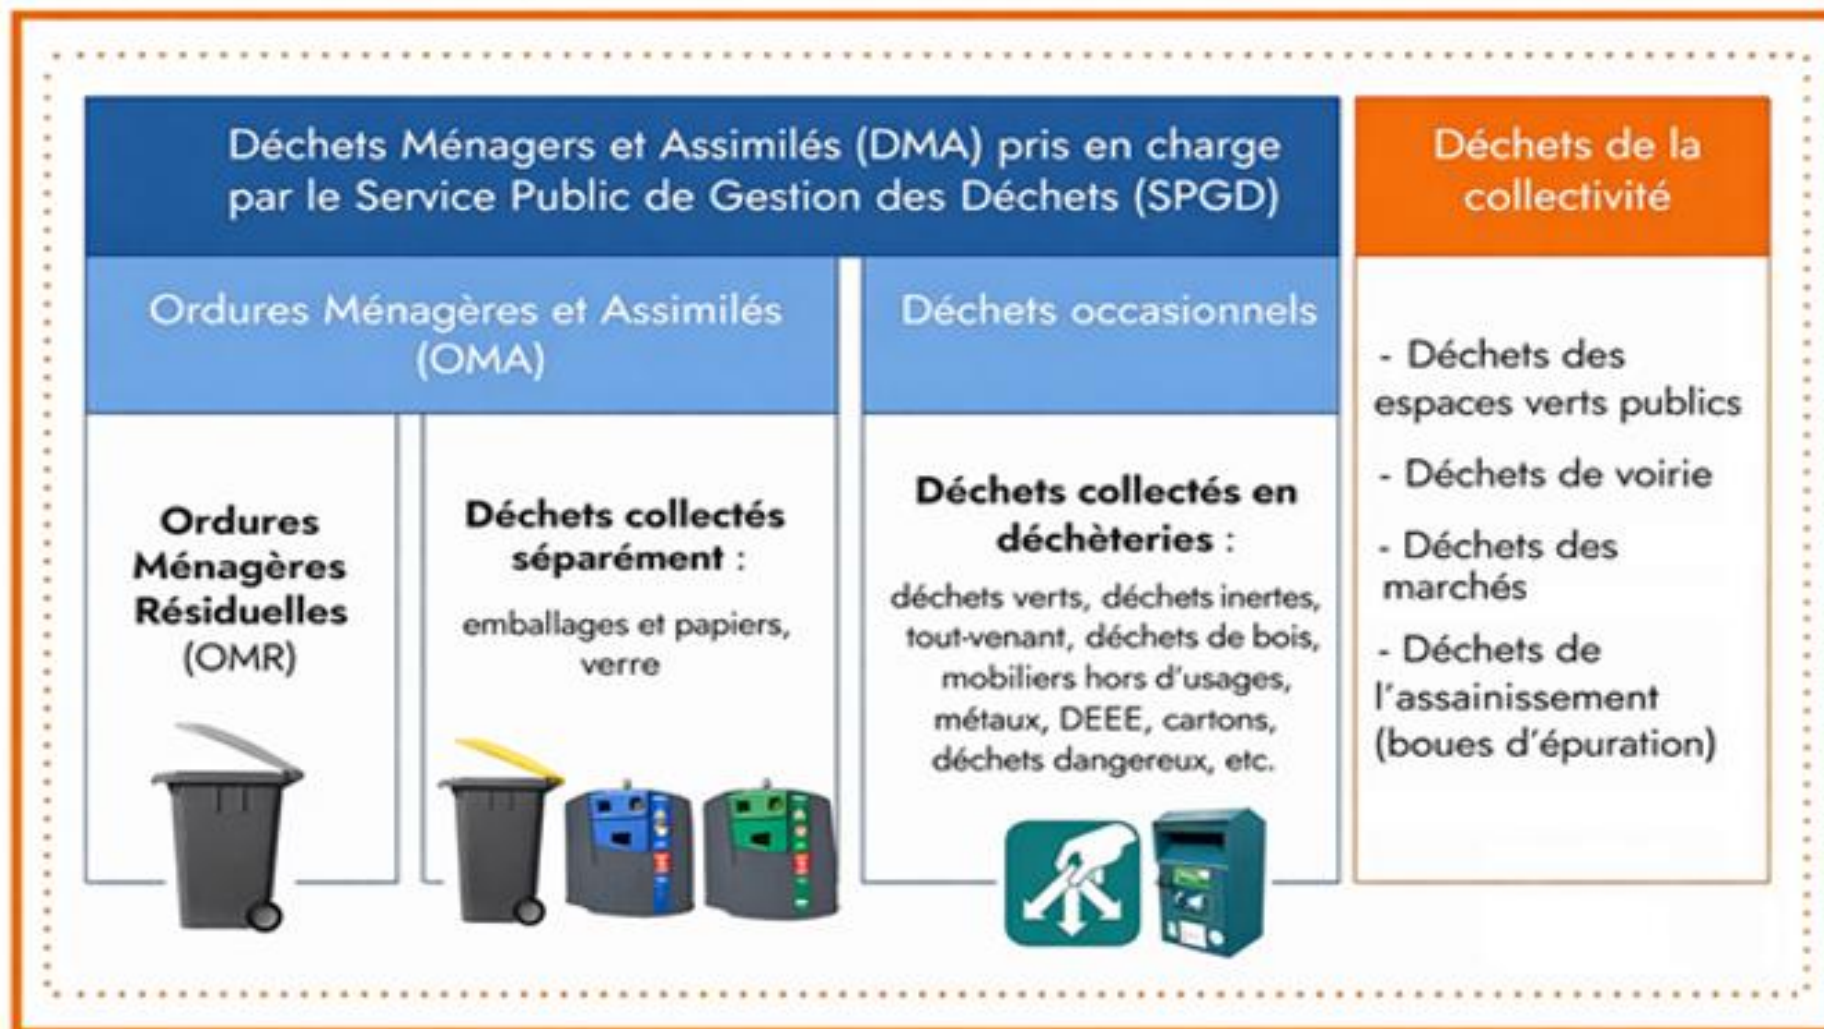 Déchets Ménagers et Assimilés (DMA) pris en charge
par le Service Public de Gestion des Déchets (SPGD)
Déchets de la
collectivité
Ordures Ménagères et Assimilés
(OMA)
Déchets occasionnels
Ordures
Ménagères
Résiduelles
(OMR)
Déchets collectés
séparément :
emballages et papiers,
verre
Déchets collectés en
déchèteries :
déchets verts, déchets inertes,
tout-venant, déchets de bois,
mobiliers hors d'usages,
métaux, DEEE, cartons,
déchets dangereux, etc.
- Déchets des
espaces verts publics
- Déchets de voirie
- Déchets des
marchés
- Déchets de
l'assainissement
(boues d'épuration)